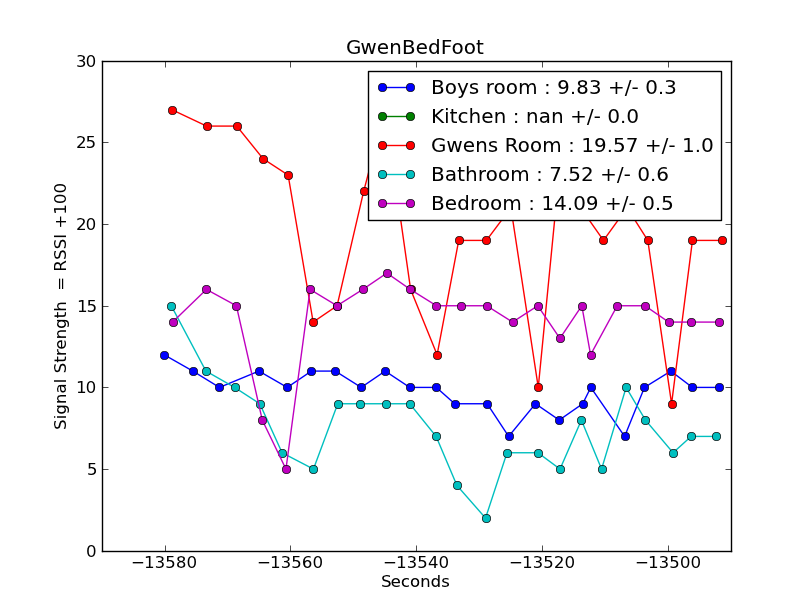 GwenBedFoot
30
25
20
15
10
5
0
Signal Strength = RSSI +100
Boys room : 9.83 +/- 0.3
Kitchen : nan +/- 0.0
Gwens Room : 19.57 +/- 1.0
Bathroom : 7.52 +/- 0.6
Bedroom : 14.09 +/- 0.5
−13580 −13560 −13540 −13520 −13500
Seconds